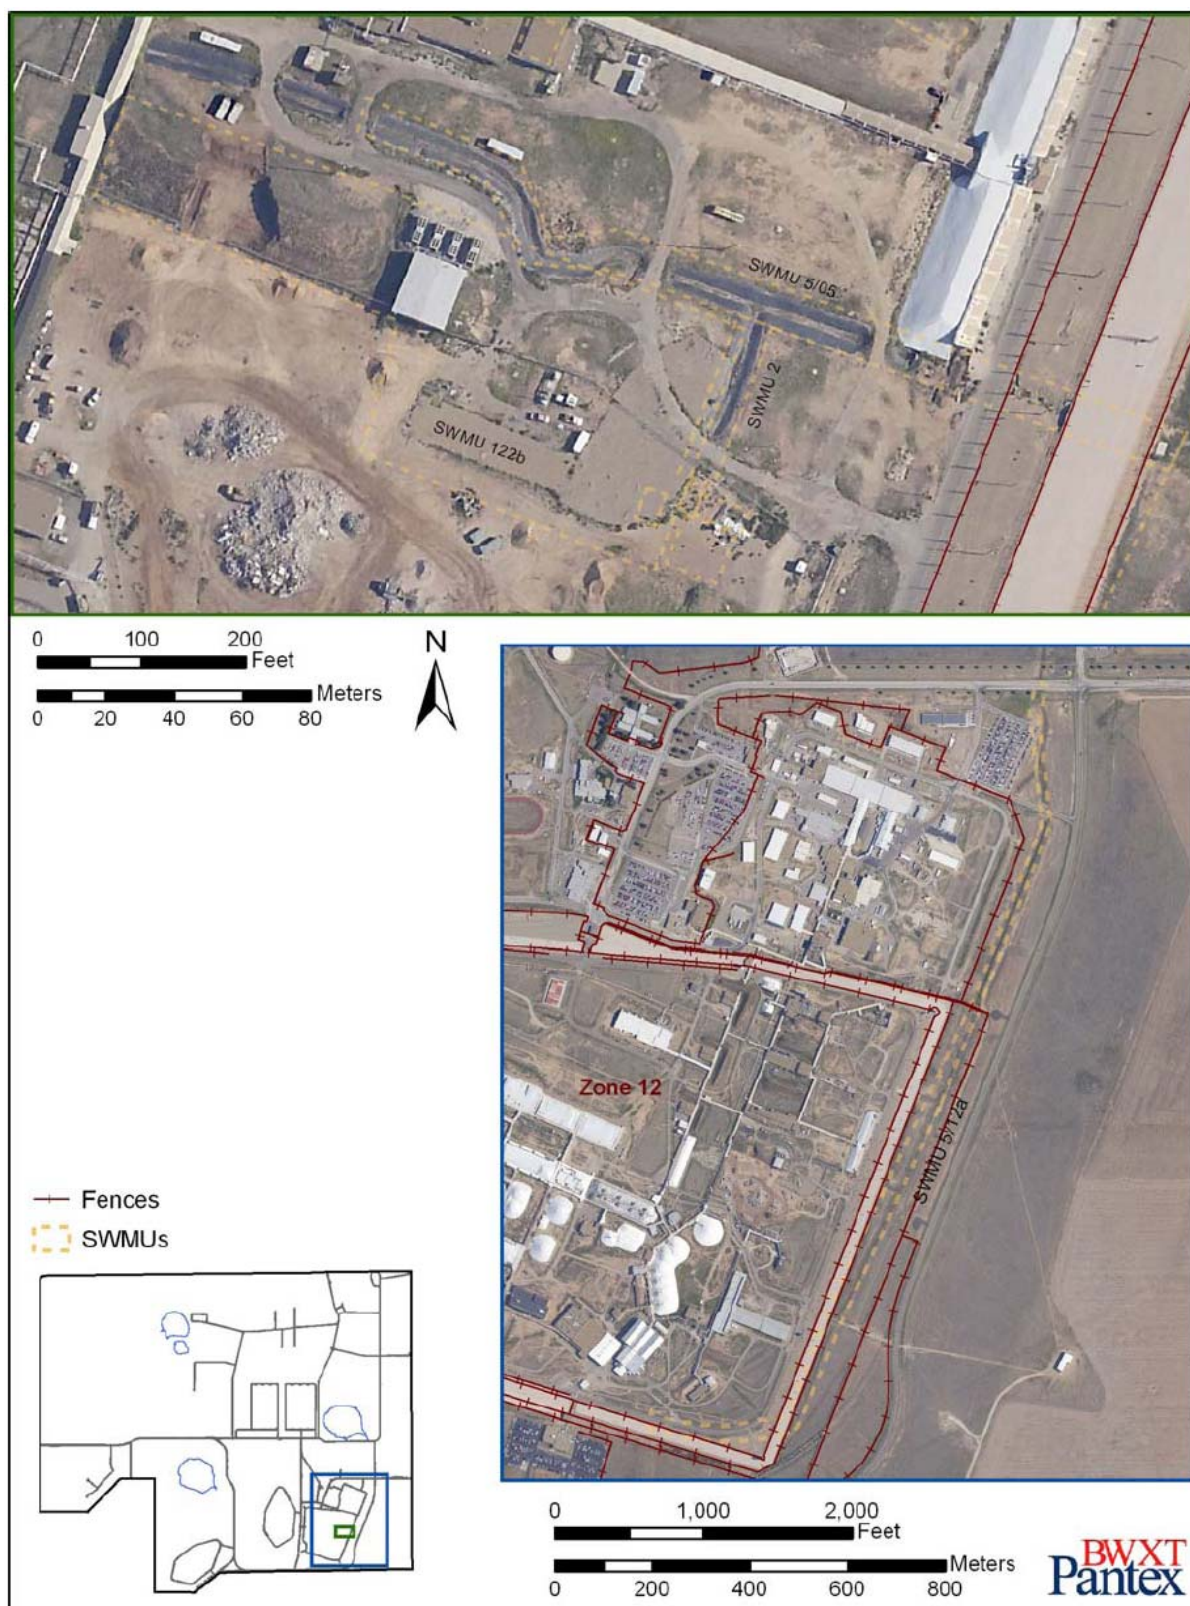 SWMU 5/05
SWMU 2
SWMU 122b
0 100 200
Feet
Meters
0 20 40 60 80
N
Zone 12
SWMU 5/12a
Fences
SWMUs
0 1,000 2,000
Feet
Meters
0 200 400 600 800
BWXT
Pantex